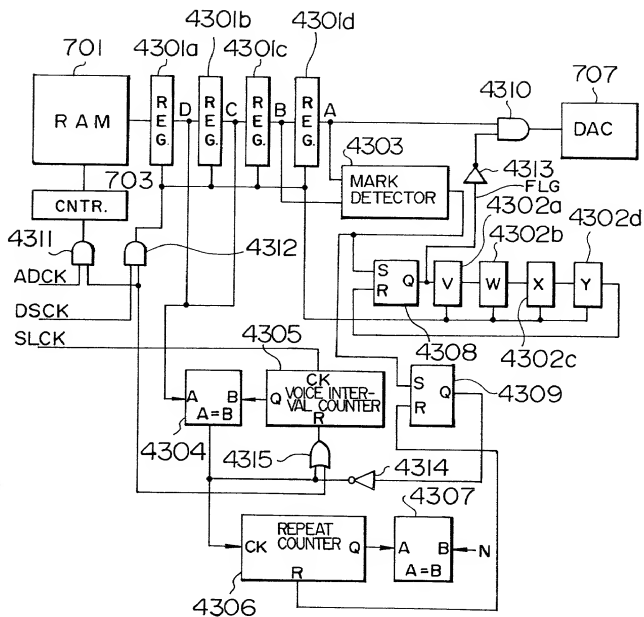 4301b 4301d
701 4301a 4301c
4310 707
RAM REG. D REG. C REG. B REG. A DAC
4303
MARK DETECTOR
4313
FLG
703
CNTR.
4311 4312
4302a
4302b 4302d
ADCK
DSCK
SLCK
S R Q V W X Y
4308 4302c
4305
CK
Q VOICE INTER-
VAL COUNTER
R
A B
A=B
4304
S R Q
4309
4315
4314
4307
REPEAT
COUNTER
CK Q
R
A B N
A=B
4306